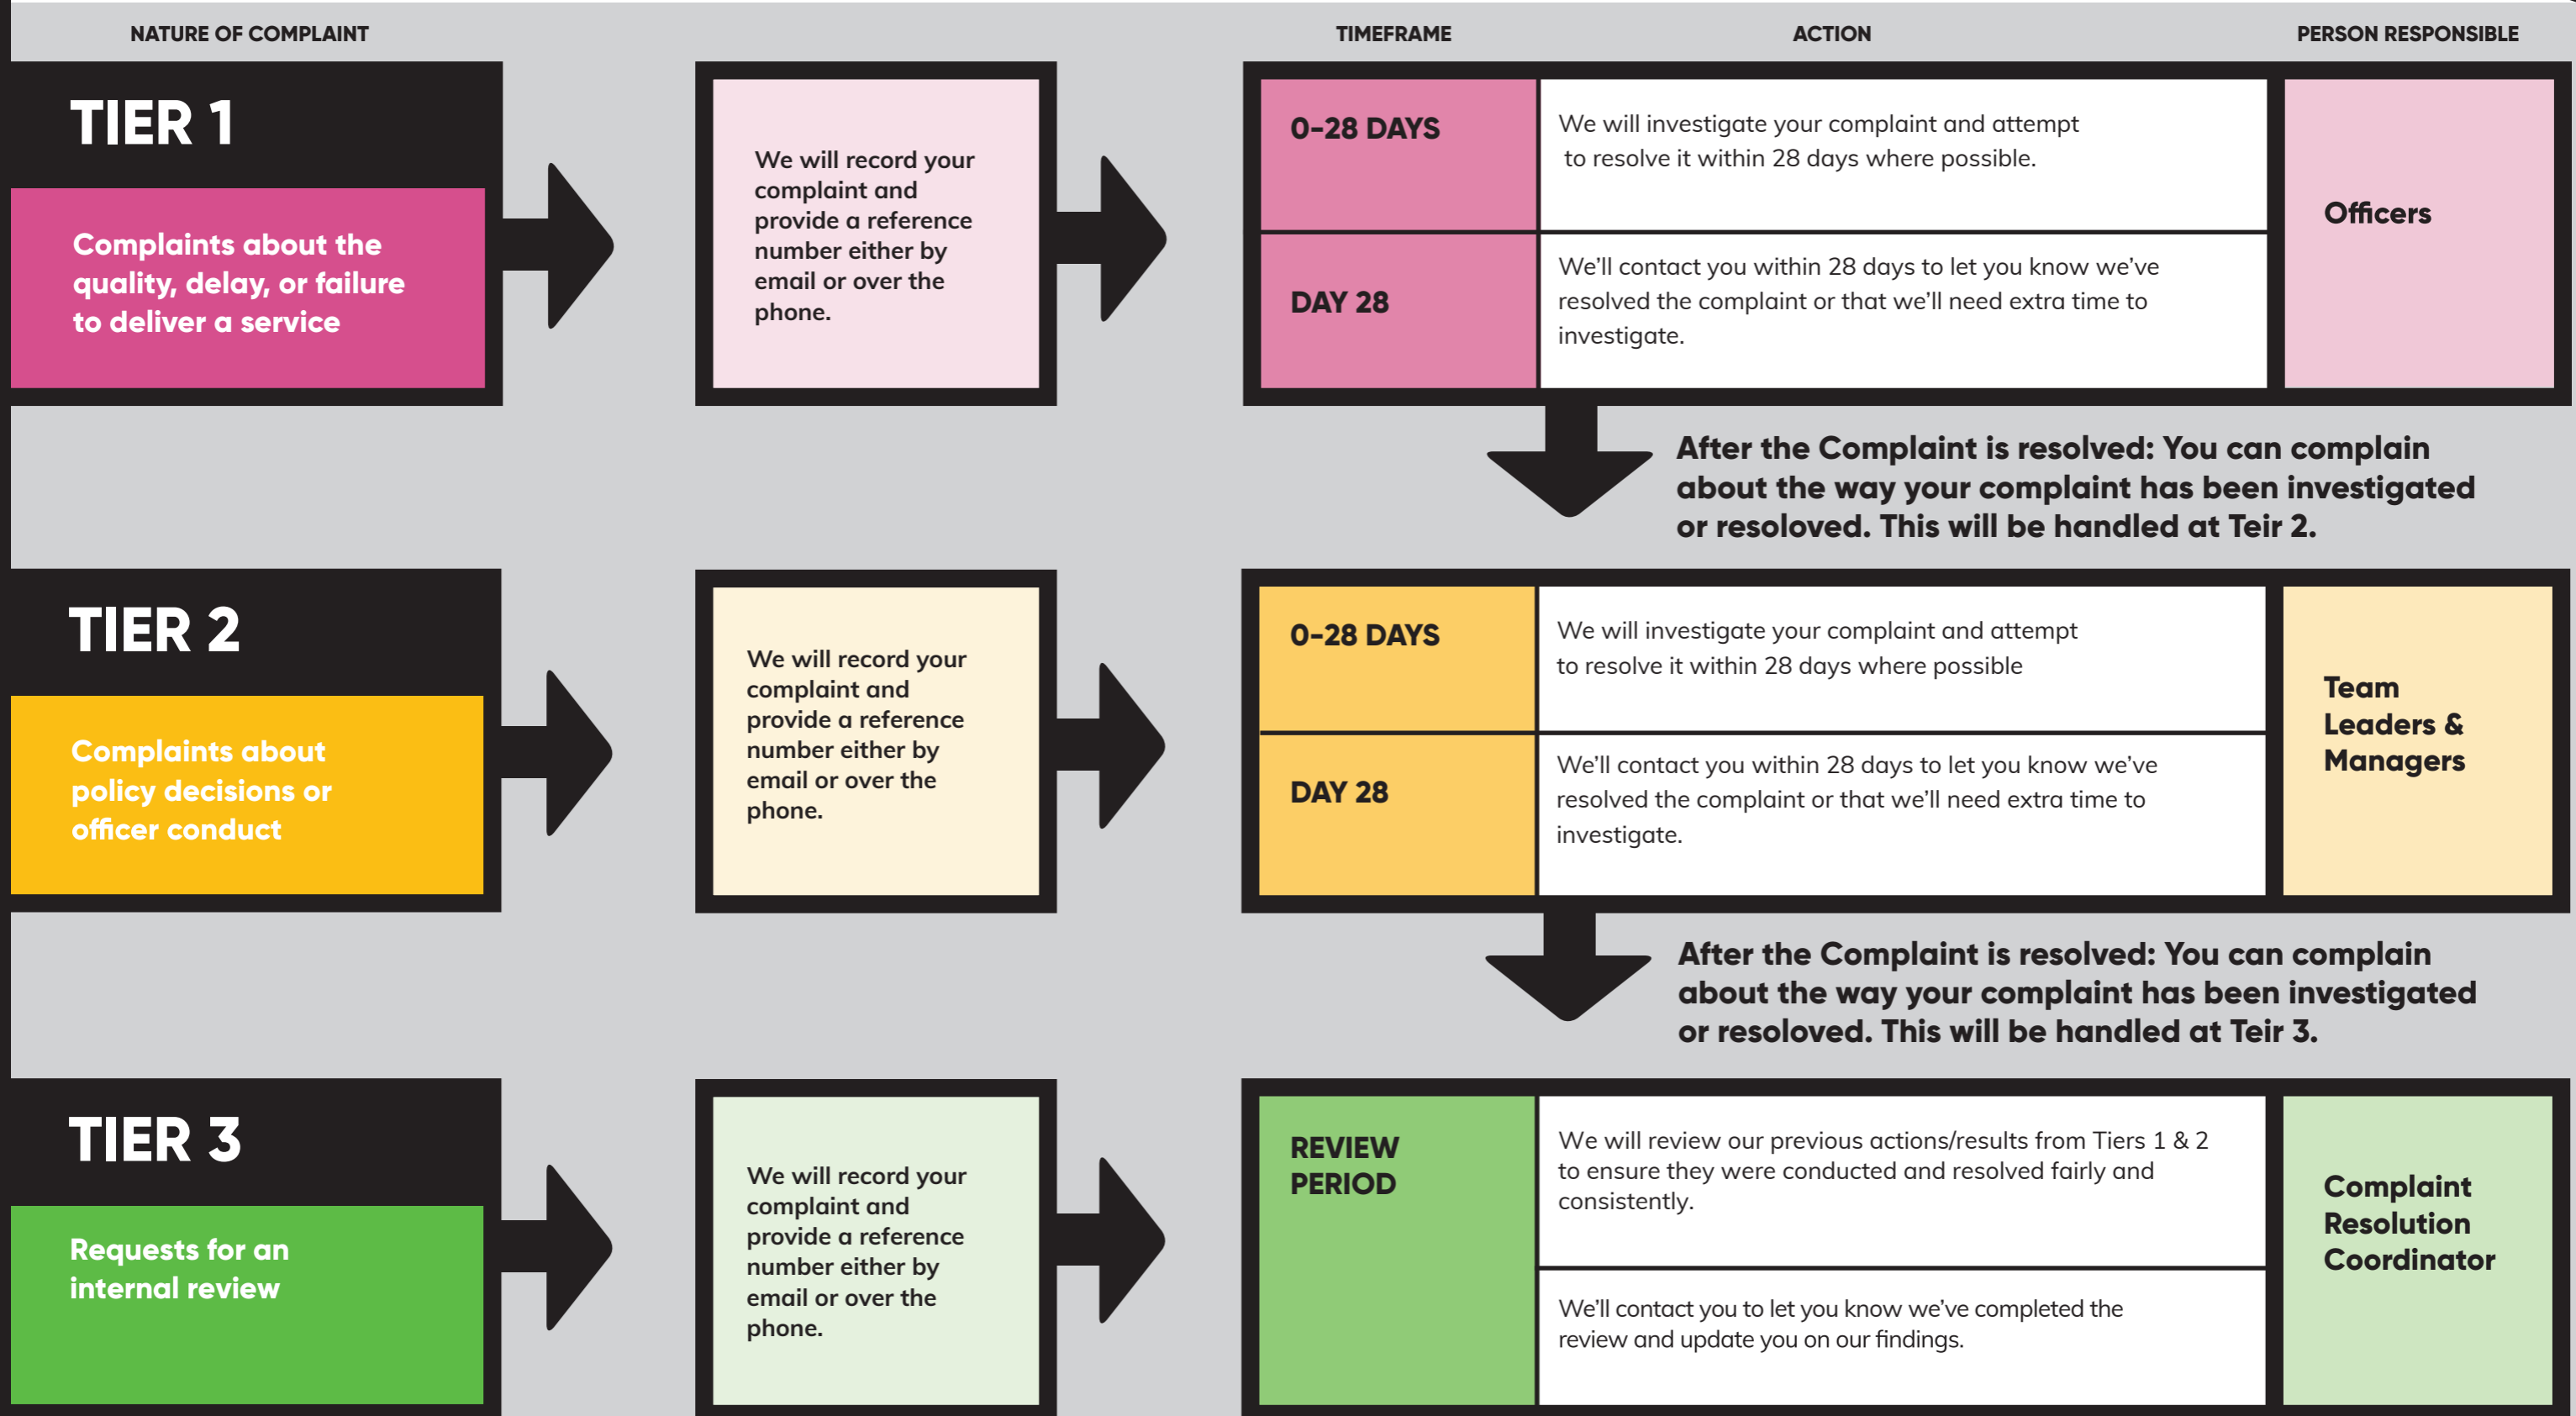 NATURE OF COMPLAINT
TIMEFRAME
ACTION
PERSON RESPONSIBLE
TIER 1
Complaints about the
quality, delay, or failure
to deliver a service
We will record your
complaint and
provide a reference
number either by
email or over the
phone.
0-28 DAYS
We will investigate your complaint and attempt
to resolve it within 28 days where possible.
DAY 28
We'll contact you within 28 days to let you know we've
resolved the complaint or that we'll need extra time to
investigate.
Officers
After the Complaint is resolved: You can complain
about the way your complaint has been investigated
or resoloved. This will be handled at Teir 2.
TIER 2
Complaints about
policy decisions or
officer conduct
We will record your
complaint and
provide a reference
number either by
email or over the
phone.
0-28 DAYS
We will investigate your complaint and attempt
to resolve it within 28 days where possible
DAY 28
We'll contact you within 28 days to let you know we've
resolved the complaint or that we'll need extra time to
investigate.
Team
Leaders &
Managers
After the Complaint is resolved: You can complain
about the way your complaint has been investigated
or resoloved. This will be handled at Teir 3.
TIER 3
Requests for an
internal review
We will record your
complaint and
provide a reference
number either by
email or over the
phone.
REVIEW
PERIOD
We will review our previous actions/results from Tiers 1 & 2
to ensure they were conducted and resolved fairly and
consistently.
We'll contact you to let you know we've completed the
review and update you on our findings.
Complaint
Resolution
Coordinator